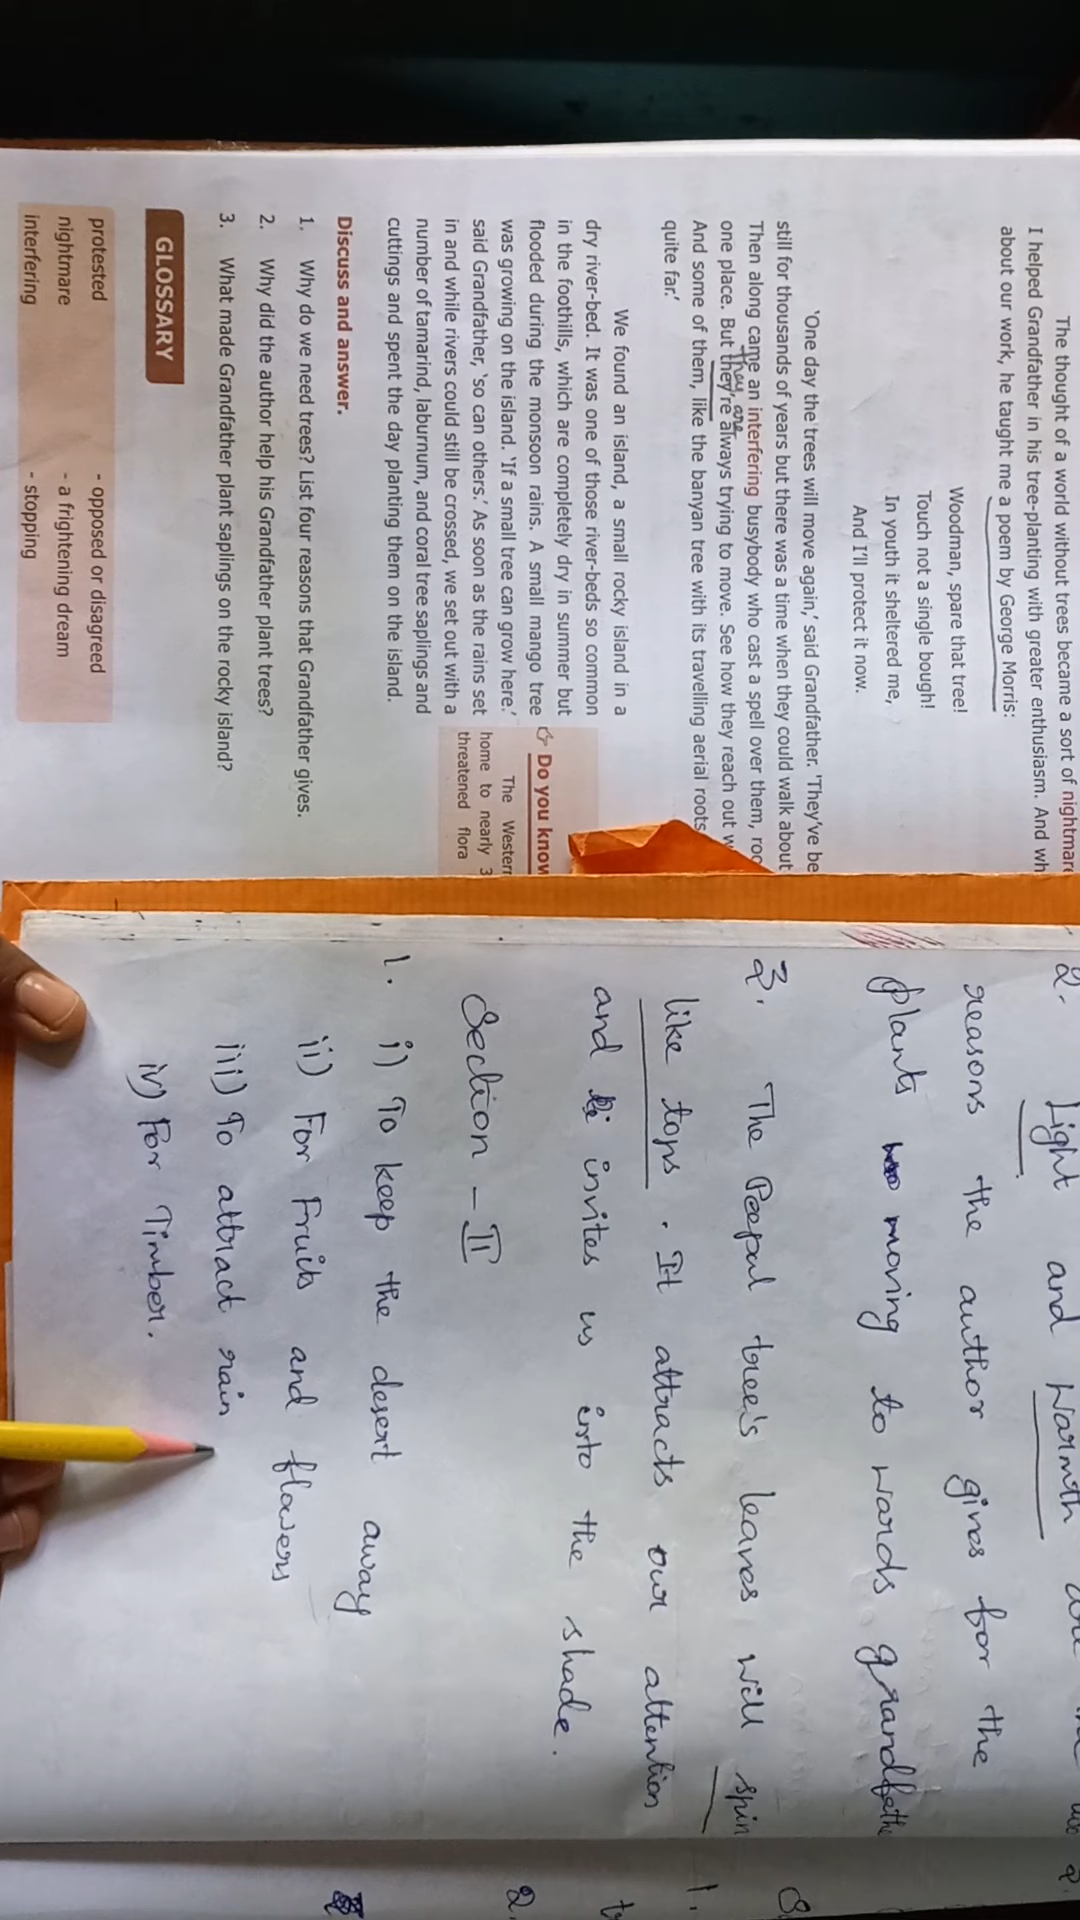 The thought of a world without trees became a sort of nightmare
I helped Grandfather in his tree-planting with greater enthusiasm. And wh
about our work, he taught me a poem by George Morris:
Woodman, spare that tree!
Touch not a single bough!
In youth it sheltered me,
And I'll protect it now.
'One day the trees will move again,' said Grandfather. 'They've be
still for thousands of years but there was a time when they could walk about
Then along came an interfering busybody who cast a spell over them, roo
they are
one place. But they're always trying to move. See how they reach out w
And some of them, like the banyan tree with its travelling aerial roots
quite far.'
We found an island, a small rocky island in a
dry river-bed. It was one of those river-beds so common
in the foothills, which are completely dry in summer but
flooded during the monsoon rains. A small mango tree
was growing on the island. 'If a small tree can grow here.'
said Grandfather, 'so can others.' As soon as the rains set
in and while rivers could still be crossed, we set out with a
number of tamarind, laburnum, and coral tree saplings and
cuttings and spent the day planting them on the island.
Do you know
The Western
home to nearly 3
threatened flora
Discuss and answer.
1. Why do we need trees? List four reasons that Grandfather gives.
2. Why did the author help his Grandfather plant trees?
3. What made Grandfather plant saplings on the rocky island?
GLOSSARY
protested - opposed or disagreed
nightmare - a frightening dream
interfering - stopping
2. Light and warmth are
reasons the author gives for the
plants moving to wards grandfathe
3. The Peepal tree's leaves will spin
like tops. It attracts our attention
and invites us into the shade.
Section - II
1. i) To keep the desert away
ii) For Fruits and flowers
iii) To attract rain
iv) For Timber.
1.
2.